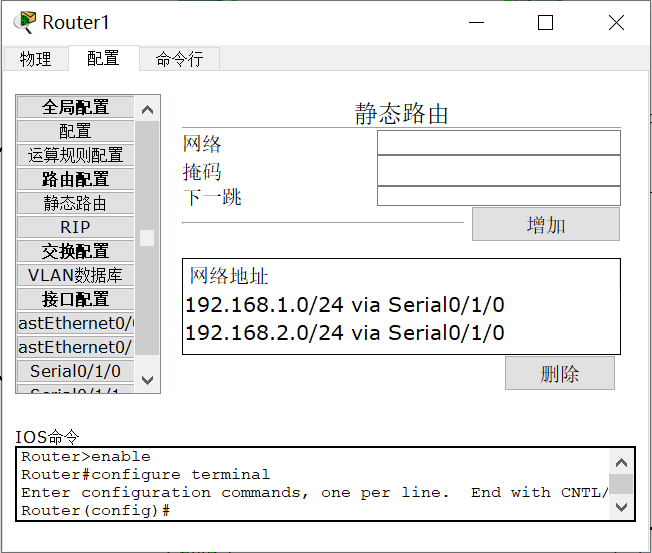 Router1
物理
配置
命令行
全局配置
配置
运算规则配置
路由配置
静态路由
RIP
交换配置
VLAN数据库
接口配置
astEthernet0/
astEthernet0/
Serial0/1/0
Serial0/1/1
静态路由
网络
掩码
下一跳
增加
网络地址
192.168.1.0/24 via Serial0/1/0
192.168.2.0/24 via Serial0/1/0
删除
IOS命令
Router>enable
Router#configure terminal
Enter configuration commands, one per line.  End with CNTL/
Router(config)#